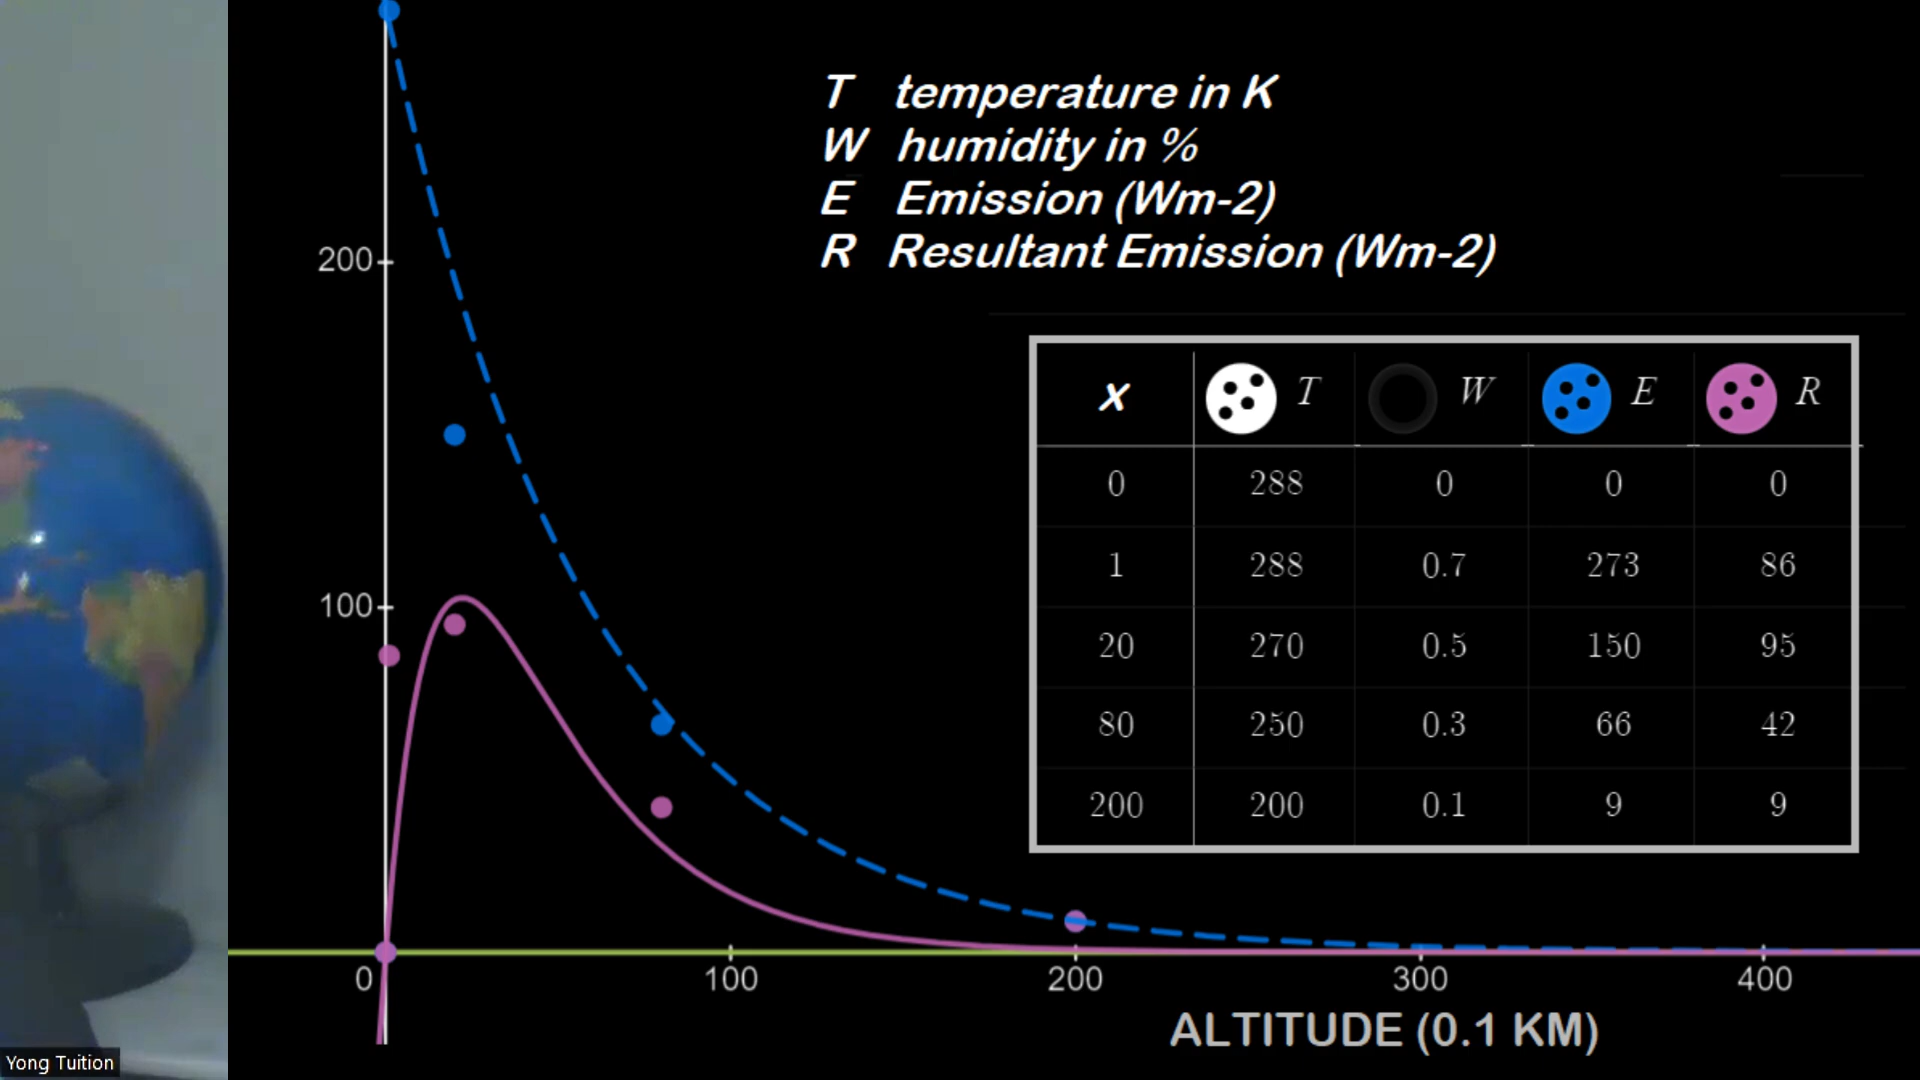 T temperature in K
W humidity in %
E Emission (Wm-2)
R Resultant Emission (Wm-2)
200
100
x T W E R
0 288 0 0 0
1 288 0.7 273 86
20 270 0.5 150 95
80 250 0.3 66 42
200 200 0.1 9 9
0 100 200 300 400
ALTITUDE (0.1 KM)
Yong Tuition